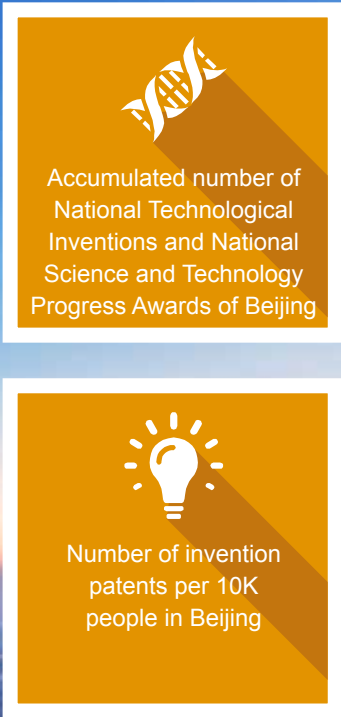 Accumulated number of
National Technological
Inventions and National
Science and Technology
Progress Awards of Beijing
Number of invention
patents per 10K
people in Beijing